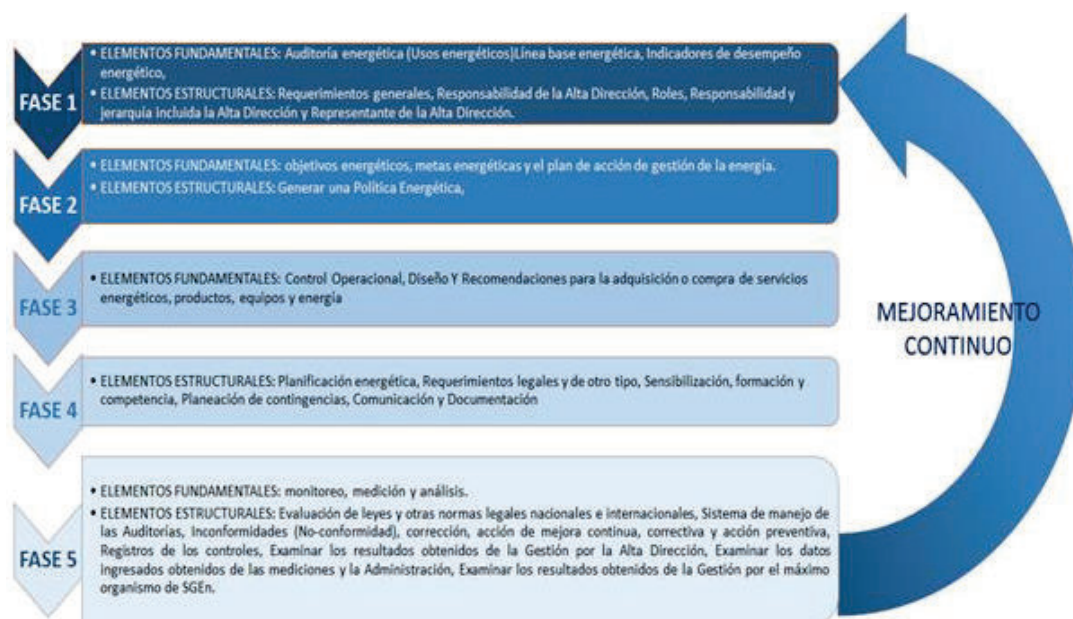 FASE 1
• ELEMENTOS FUNDAMENTALES: Auditoría energética (Usos energéticos)Línea base energética, Indicadores de desempeño
energético,
• ELEMENTOS ESTRUCTURALES: Requerimientos generales, Responsabilidad de la Alta Dirección, Roles, Responsabilidad y
jerarquía incluida la Alta Dirección y Representante de la Alta Dirección.
FASE 2
• ELEMENTOS FUNDAMENTALES: objetivos energéticos, metas energéticas y el plan de acción de gestión de la energía.
• ELEMENTOS ESTRUCTURALES: Generar una Política Energética,
FASE 3
• ELEMENTOS FUNDAMENTALES: Control Operacional, Diseño Y Recomendaciones para la adquisición o compra de servicios
energéticos, productos, equipos y energía
FASE 4
• ELEMENTOS ESTRUCTURALES: Planificación energética, Requerimientos legales y de otro tipo, Sensibilización, formación y
competencia, Planeación de contingencias, Comunicación y Documentación
FASE 5
• ELEMENTOS FUNDAMENTALES: monitoreo, medición y análisis.
• ELEMENTOS ESTRUCTURALES: Evaluación de leyes y otras normas legales nacionales e internacionales, Sistema de manejo de
las Auditorías, Inconformidades (No-conformidad), corrección, acción de mejora continua, correctiva y acción preventiva,
Registros de los controles, Examinar los resultados obtenidos de la Gestión por la Alta Dirección, Examinar los datos
ingresados obtenidos de las mediciones y la Administración, Examinar los resultados obtenidos de la Gestión por el máximo
organismo de SGEn.
MEJORAMIENTO
CONTINUO